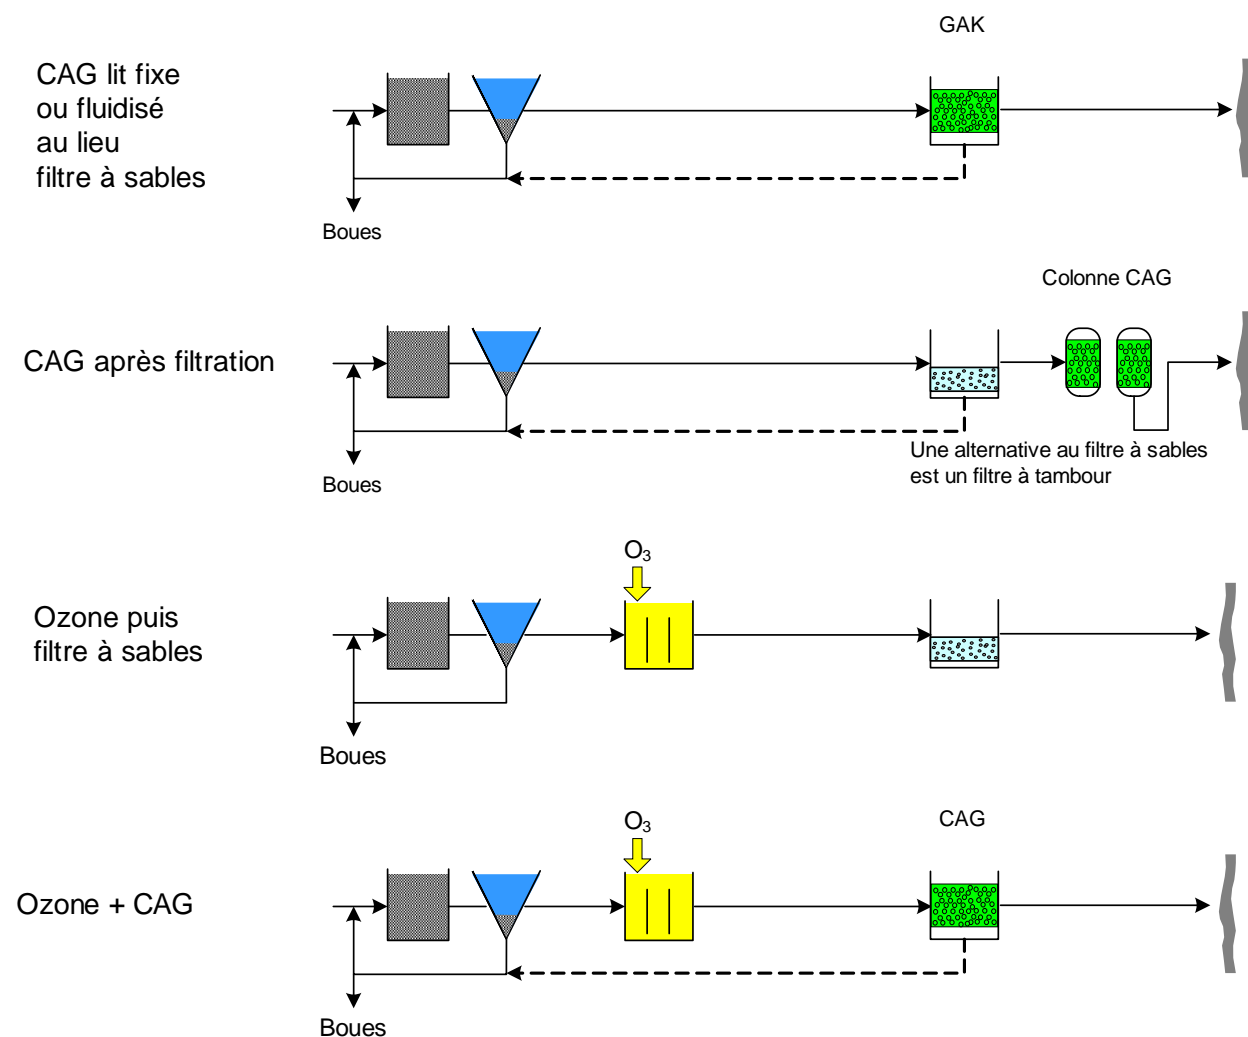 GAK
CAG lit fixe
ou fluidisé
au lieu
filtre à sables
Boues
Colonne CAG
CAG après filtration
Une alternative au filtre à sables
est un filtre à tambour
Boues
O₃
Ozone puis
filtre à sables
Boues
O₃
CAG
Ozone + CAG
Boues